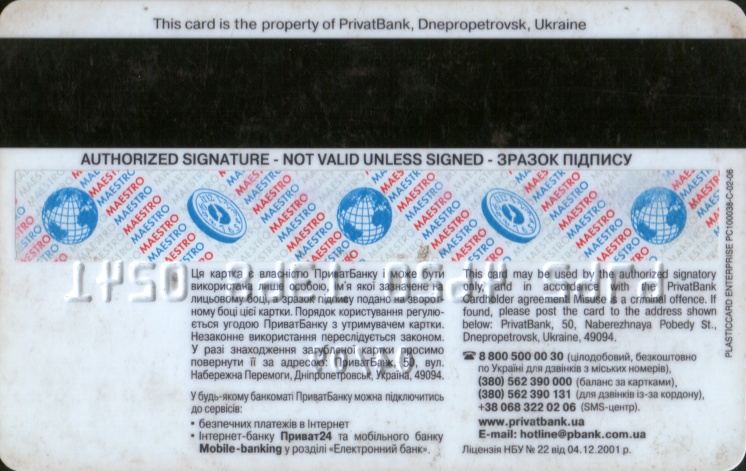 This card is the property of PrivatBank, Dnepropetrovsk, Ukraine
AUTHORIZED SIGNATURE - NOT VALID UNLESS SIGNED - ЗРАЗОК ПІДПИСУ
MAESTRO MAESTRO MAESTRO MAESTRO MAESTRO
Ця картка є власністю ПриватБанку і може бути
використана лише особою, ім'я якої зазначено на
лицьовому боці, а зразок підпису подано на зворот-
ному боці цієї картки. Порядок користування регулю-
ється угодою ПриватБанку з утримувачем картки.
Незаконне використання переслідується законом.
У разі знаходження загубленої картки просимо
повернути її за адресою: ПриватБанк, 50, вул.
Набережна Перемоги, Дніпропетровськ, Україна, 49094.
У будь-якому банкоматі ПриватБанку можна підключитись
до сервісів:
• безпечних платежів в Інтернет
• Інтернет-банку Приват24 та мобільного банку
Mobile-banking у розділі «Електронний банк».
This card may be used by the authorized signatory
only and in accordance with the PrivatBank
Cardholder agreement Misuse is a criminal offence. If
found, please post the card to the address shown
below: PrivatBank, 50, Naberezhnaya Pobedy St.,
Dnepropetrovsk, Ukraine, 49094.
☎ 8 800 500 00 30 (цілодобовий, безкоштовно
по Україні для дзвінків з міських номерів),
(380) 562 390 000 (баланс за картками),
(380) 562 390 131 (для дзвінків із-за кордону),
+38 068 322 02 06 (SMS-центр).
www.privatbank.ua
E-mail: hotline@pbank.com.ua
Ліцензія НБУ № 22 від 04.12.2001 р.
PLASTICCARD ENTERPRISE PC100038-C-02-06